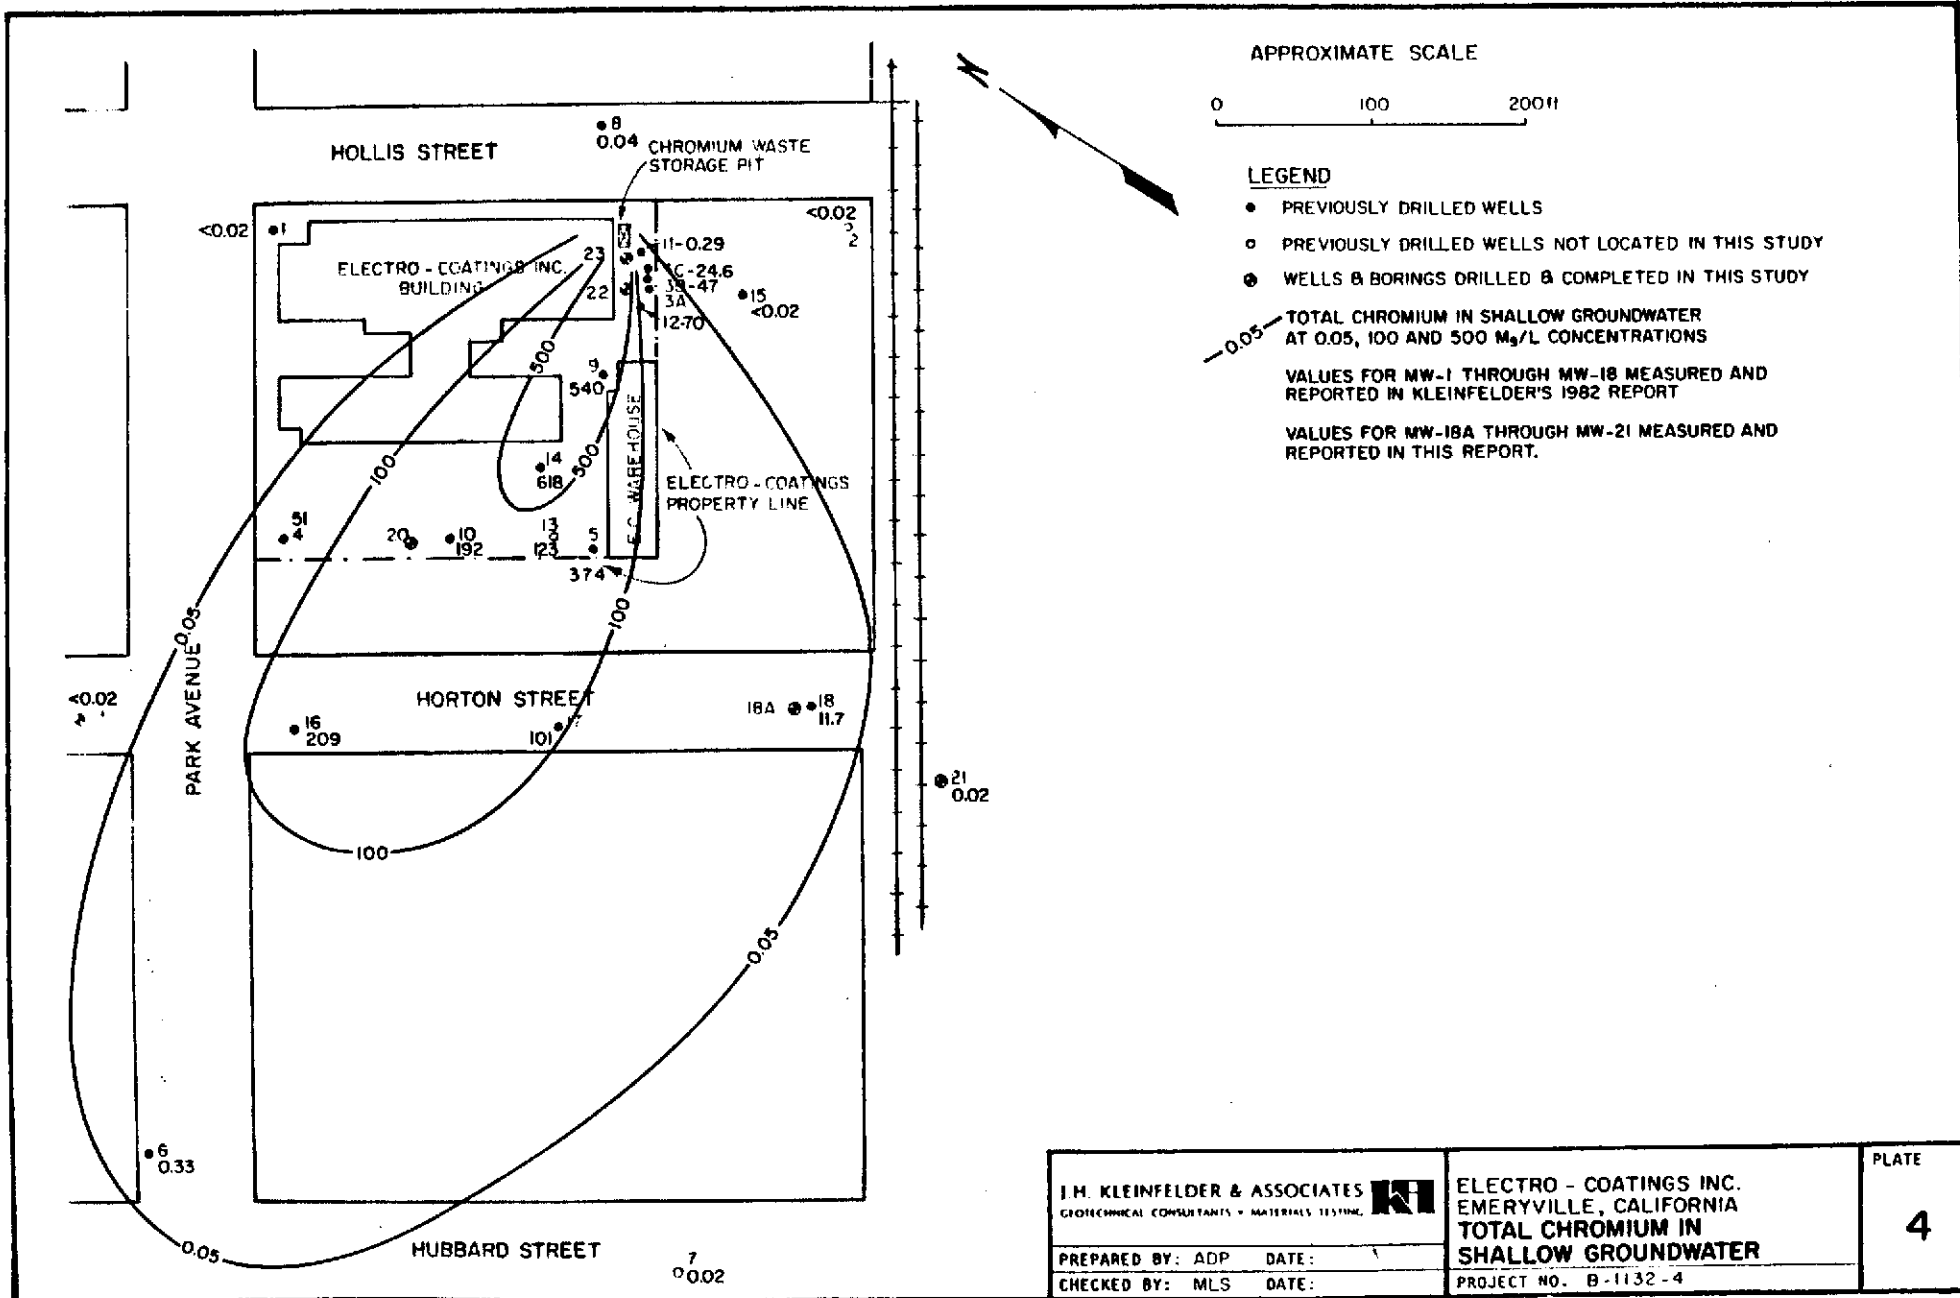 APPROXIMATE SCALE
0 100 200ft
N
LEGEND
PREVIOUSLY DRILLED WELLS
PREVIOUSLY DRILLED WELLS NOT LOCATED IN THIS STUDY
WELLS & BORINGS DRILLED & COMPLETED IN THIS STUDY
0.05
TOTAL CHROMIUM IN SHALLOW GROUNDWATER
AT 0.05, 100 AND 500 Mg/L CONCENTRATIONS
VALUES FOR MW-1 THROUGH MW-18 MEASURED AND
REPORTED IN KLEINFELDER'S 1982 REPORT
VALUES FOR MW-18A THROUGH MW-21 MEASURED AND
REPORTED IN THIS REPORT.
HOLLIS STREET
8
0.04
CHROMIUM WASTE
STORAGE PIT
<0.02
1
<0.02
2
ELECTRO - COATINGS INC.
BUILDING
23
22
11-0.29
3B-47
3A
12-70
15
<0.02
500
9
540
E.C. WAREHOUSE
14
618
500
100
ELECTRO - COATINGS
PROPERTY LINE
51
4
20
10
192
13
123
5
374
0.05
100
PARK AVENUE
<0.02
HORTON STREET
16
209
17
101
18A
18
11.7
21
0.02
100
0.05
6
0.33
0.05
HUBBARD STREET
7
0.02
J.H. KLEINFELDER & ASSOCIATES
GEOTECHNICAL CONSULTANTS • MATERIALS TESTING
PREPARED BY: ADP DATE:
CHECKED BY: MLS DATE:
ELECTRO - COATINGS INC.
EMERYVILLE, CALIFORNIA
TOTAL CHROMIUM IN
SHALLOW GROUNDWATER
PROJECT NO. B-1132-4
PLATE
4